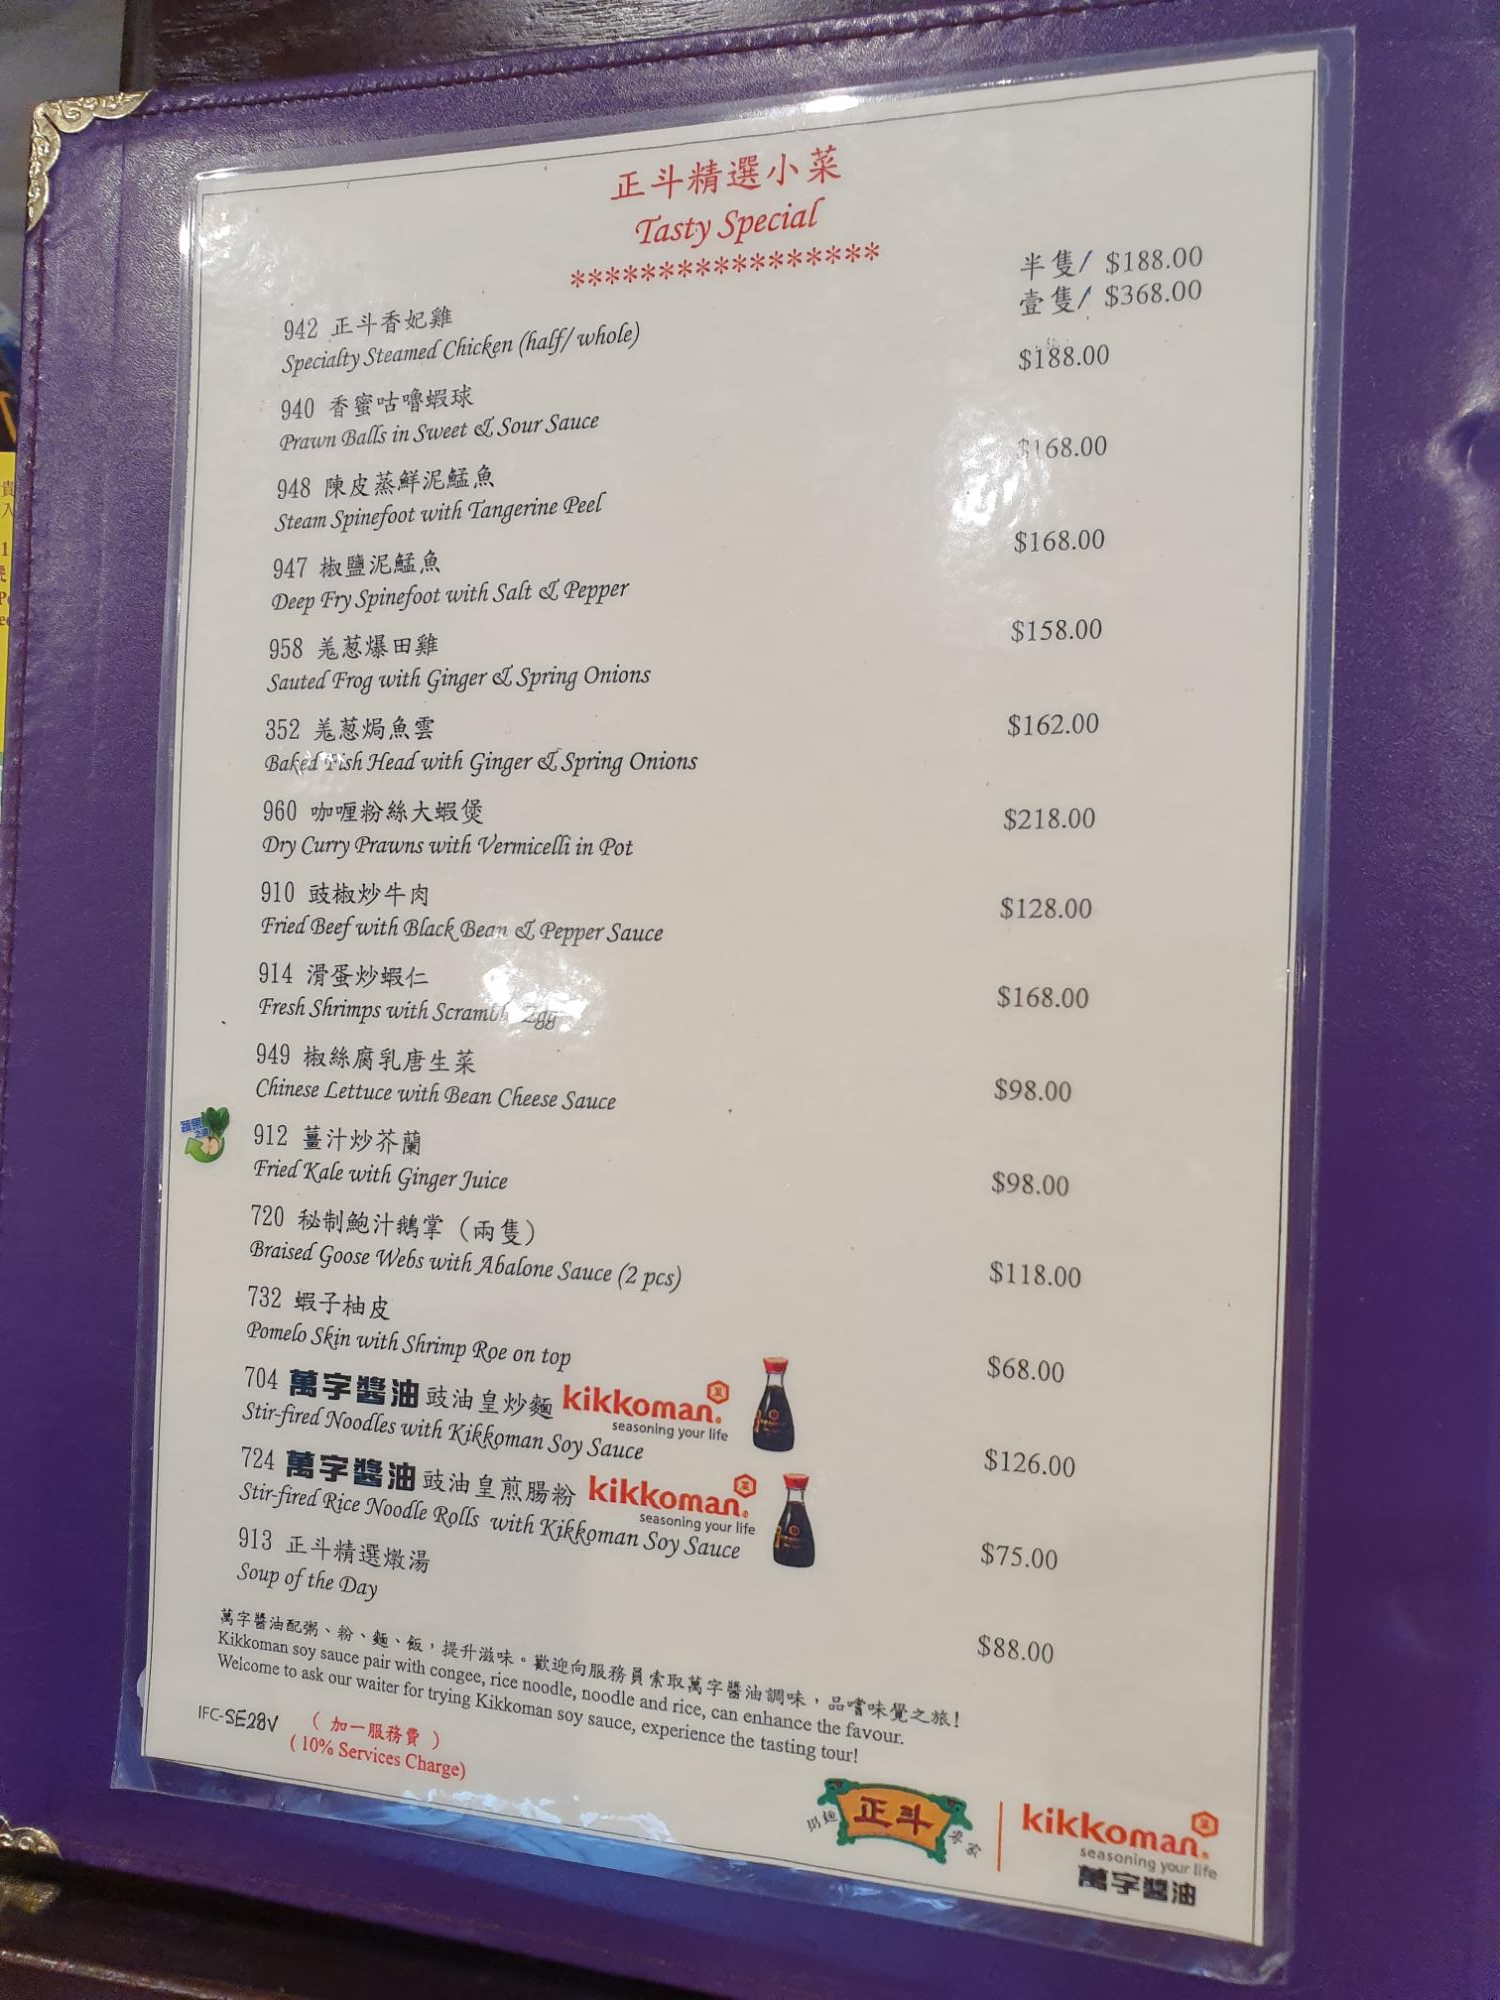 正斗精選小菜
Tasty Special
*****************
942 正斗香妃雞 半隻/ $188.00
Specialty Steamed Chicken (half/whole) 壹隻/ $368.00
940 香蜜咕嚕蝦球 $188.00
Prawn Balls in Sweet & Sour Sauce
948 陳皮蒸鮮泥鯭魚 $168.00
Steam Spinefoot with Tangerine Peel
947 椒鹽泥鯭魚 $168.00
Deep Fry Spinefoot with Salt & Pepper
958 羗葱爆田雞 $158.00
Sauted Frog with Ginger & Spring Onions
352 羗葱焗魚雲 $162.00
Baked Fish Head with Ginger & Spring Onions
960 咖喱粉絲大蝦煲 $218.00
Dry Curry Prawns with Vermicelli in Pot
910 豉椒炒牛肉 $128.00
Fried Beef with Black Bean & Pepper Sauce
914 滑蛋炒蝦仁 $168.00
Fresh Shrimps with Egg
949 椒絲腐乳唐生菜 $98.00
Chinese Lettuce with Bean Cheese Sauce
912 薑汁炒芥蘭 $98.00
Fried Kale with Ginger Juice
720 秘制鮑汁鵝掌（兩隻） $118.00
Braised Goose Webs with Abalone Sauce (2 pcs)
732 蝦子柚皮 $68.00
Pomelo Skin with Shrimp Roe on top
704 萬字醬油 豉油皇炒麵 kikkoman $126.00
seasoning your life
Stir-fired Noodles with Kikkoman Soy Sauce
724 萬字醬油 豉油皇煎腸粉 kikkoman $75.00
seasoning your life
Stir-fired Rice Noodle Rolls with Kikkoman Soy Sauce
913 正斗精選燉湯 $88.00
Soup of the Day
萬字醬油配粥、粉、麵、飯，提升滋味。歡迎向服務員索取萬字醬油調味，品嚐味覺之旅！
Kikkoman soy sauce pair with congee, rice noodle, noodle and rice, can enhance the favour.
Welcome to ask our waiter for trying Kikkoman soy sauce, experience the tasting tour!
IFC-SE28V （加一服務費）
(10% Services Charge)
粥麵 正斗 專家
kikkoman
seasoning your life
萬字醬油